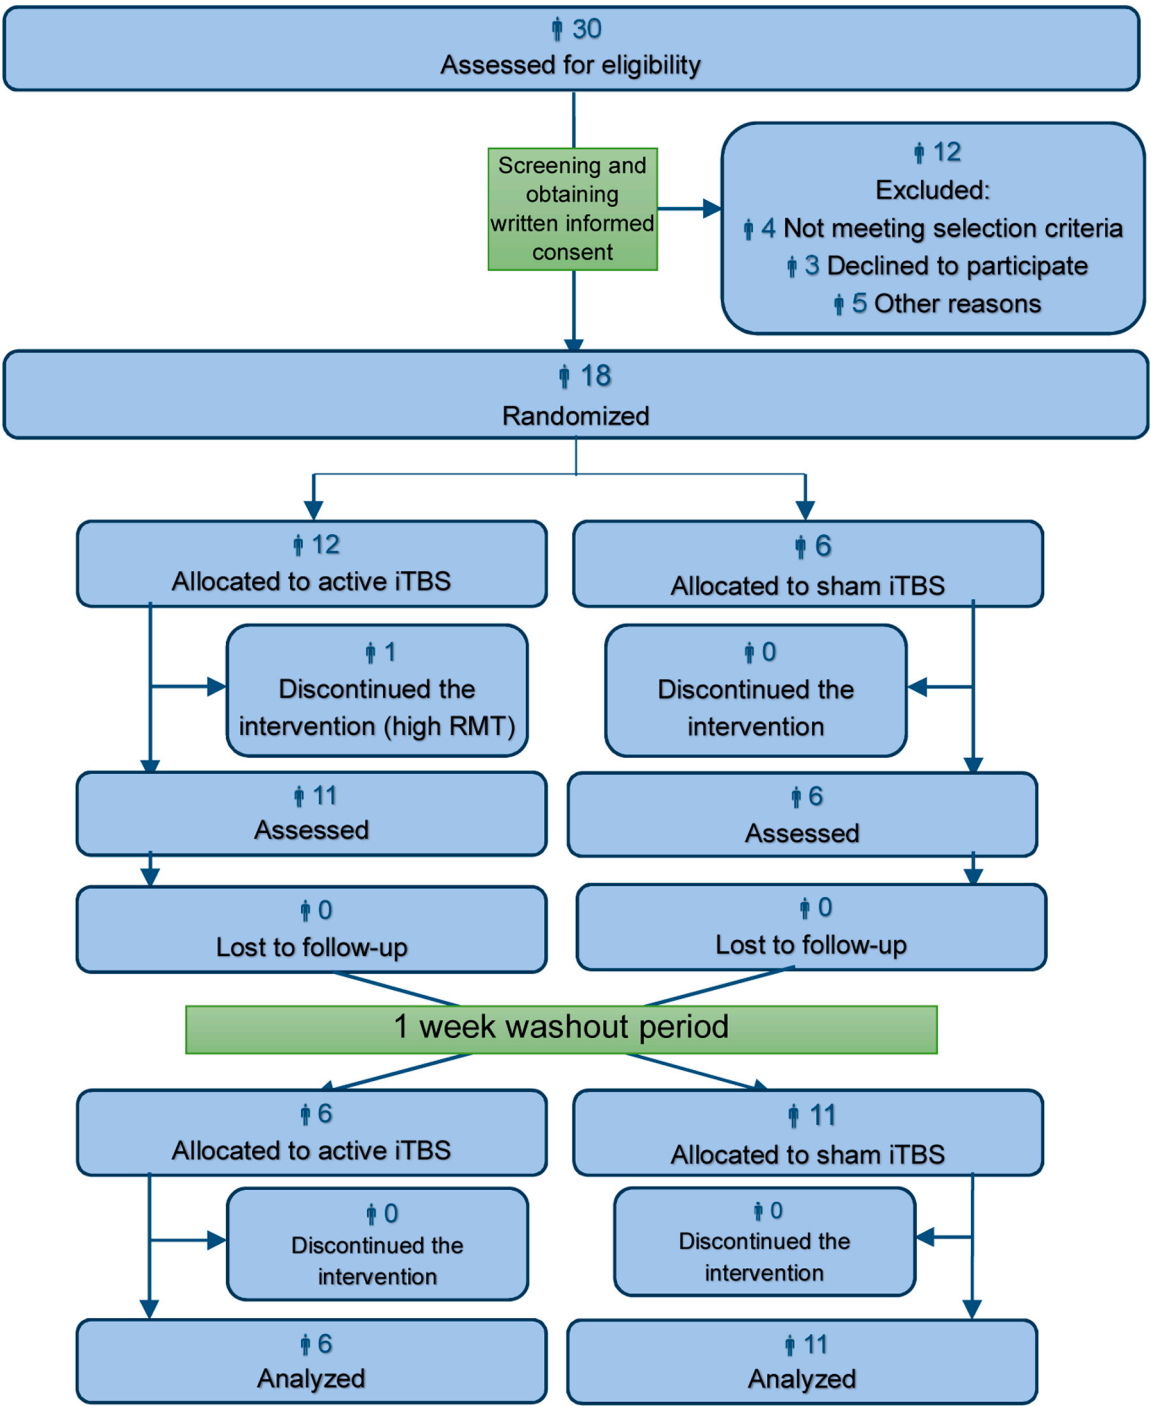 30
Assessed for eligibility
Screening and
obtaining
written informed
consent
12
Excluded:
4 Not meeting selection criteria
3 Declined to participate
5 Other reasons
18
Randomized
12
Allocated to active iTBS
6
Allocated to sham iTBS
1
Discontinued the
intervention (high RMT)
0
Discontinued the
intervention
11
Assessed
6
Assessed
0
Lost to follow-up
0
Lost to follow-up
1 week washout period
6
Allocated to active iTBS
11
Allocated to sham iTBS
0
Discontinued the
intervention
0
Discontinued the
intervention
6
Analyzed
11
Analyzed